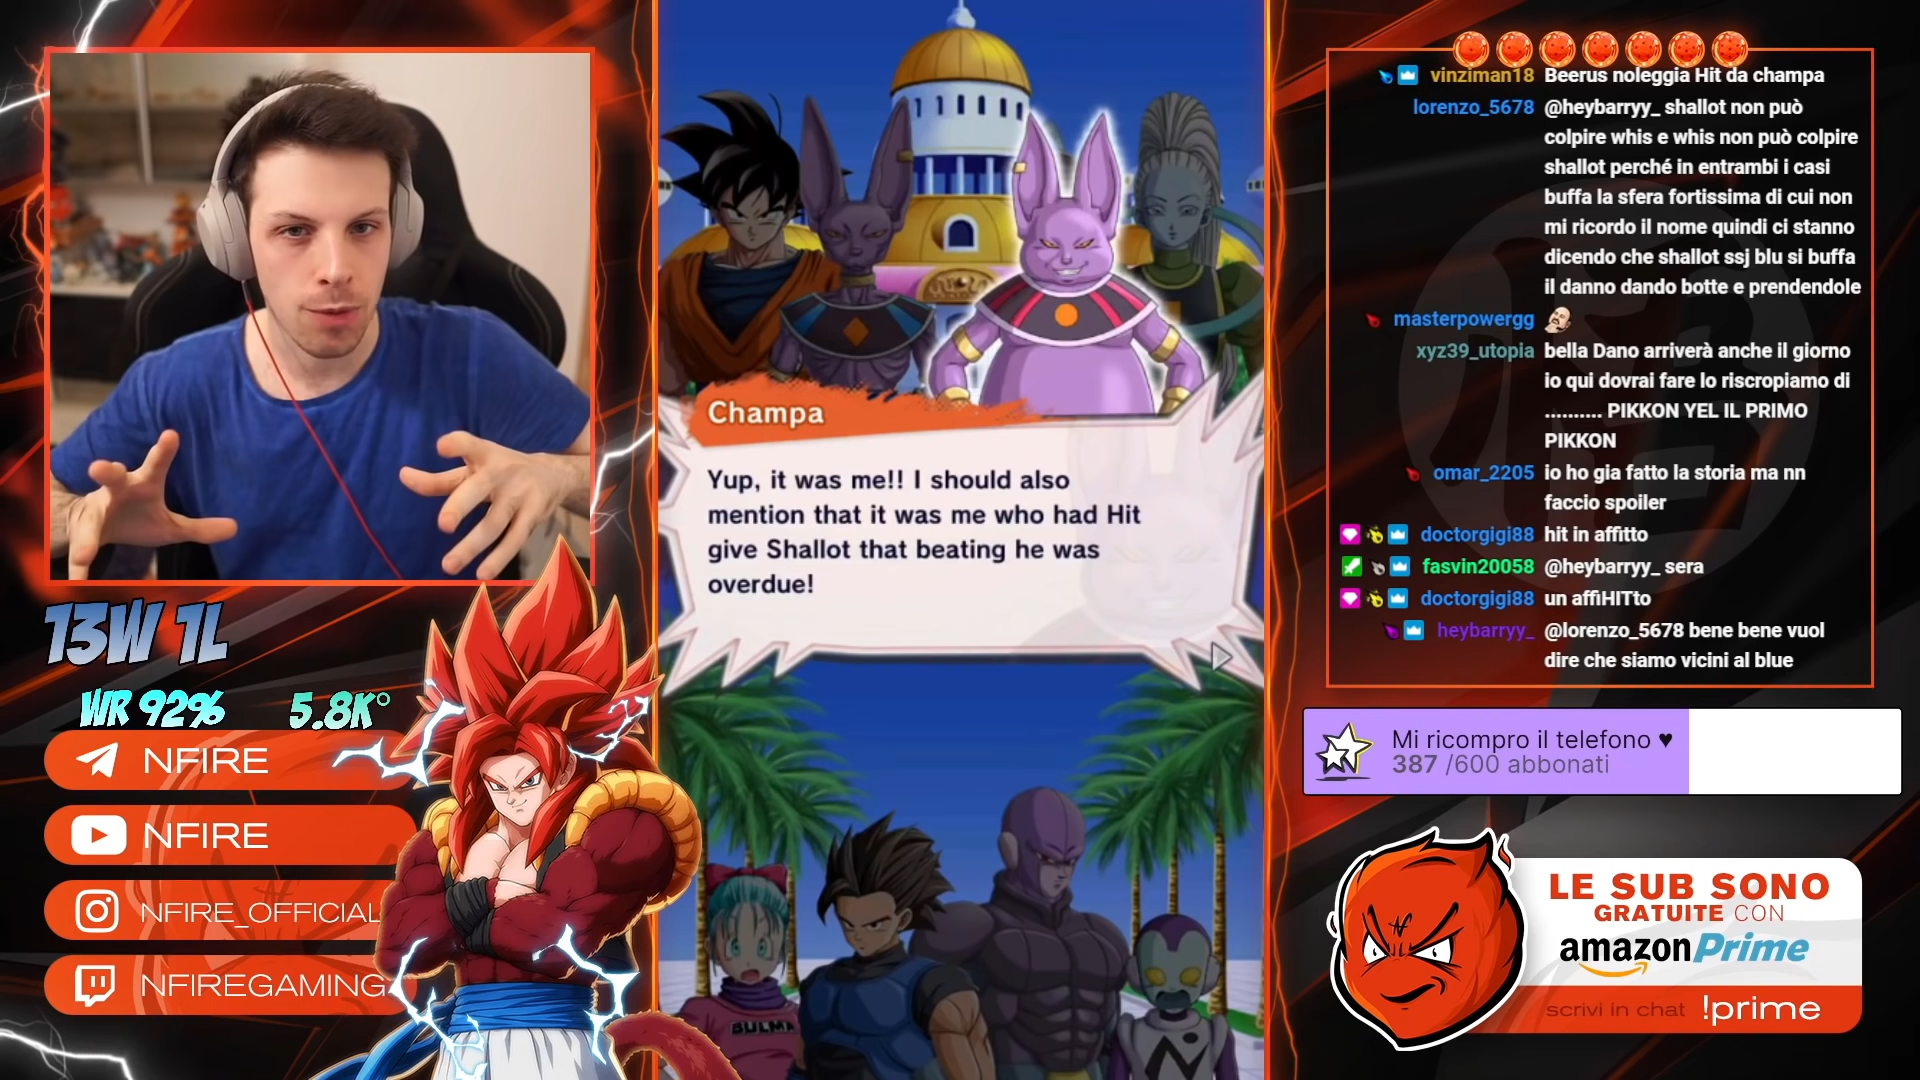 13W 1L
WR 92%
5.8K°
NFIRE
NFIRE
NFIRE_OFFICIAL
NFIREGAMING
Champa
Yup, it was me!! I should also
mention that it was me who had Hit
give Shallot that beating he was
overdue!
BULMA
vinziman18 Beerus noleggia Hit da champa
lorenzo_5678 @heybarryy_ shallot non può
colpire whis e whis non può colpire
shallot perché in entrambi i casi
buffa la sfera fortissima di cui non
mi ricordo il nome quindi ci stanno
dicendo che shallot ssj blu si buffa
il danno dando botte e prendendole
masterpowergg
xyz39_utopia bella Dano arriverà anche il giorno
io qui dovrai fare lo riscropiamo di
.......... PIKKON YEL IL PRIMO
PIKKON
omar_2205 io ho gia fatto la storia ma nn
faccio spoiler
doctorgigi88 hit in affitto
fasvin20058 @heybarryy_ sera
doctorgigi88 un affiHITto
heybarryy_ @lorenzo_5678 bene bene vuol
dire che siamo vicini al blue
Mi ricompro il telefono ♥
387 /600 abbonati
LE SUB SONO
GRATUITE CON
amazonPrime
scrivi in chat !prime